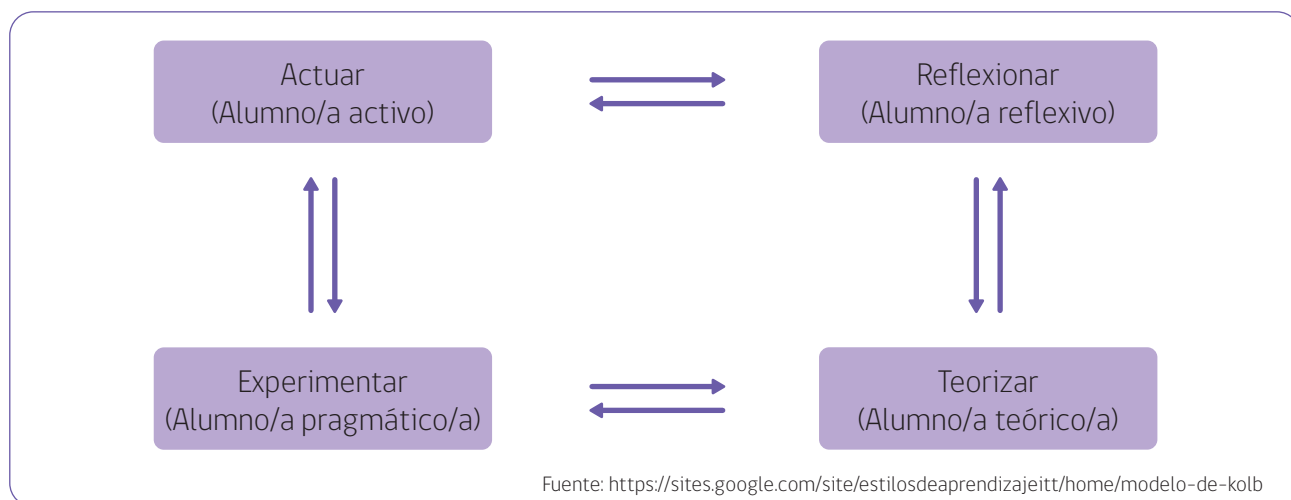 Actuar
(Alumno/a activo)
Reflexionar
(Alumno/a reflexivo)
Experimentar
(Alumno/a pragmático/a)
Teorizar
(Alumno/a teórico/a)
Fuente: https://sites.google.com/site/estilosdeaprendizajeitt/home/modelo-de-kolb